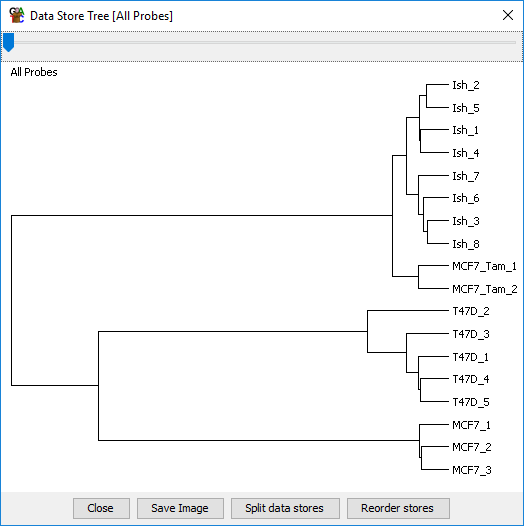 Data Store Tree [All Probes]
All Probes
Ish_2
Ish_5
Ish_1
Ish_4
Ish_7
Ish_6
Ish_3
Ish_8
MCF7_Tam_1
MCF7_Tam_2
T47D_2
T47D_3
T47D_1
T47D_4
T47D_5
MCF7_1
MCF7_2
MCF7_3
Close
Save Image
Split data stores
Reorder stores